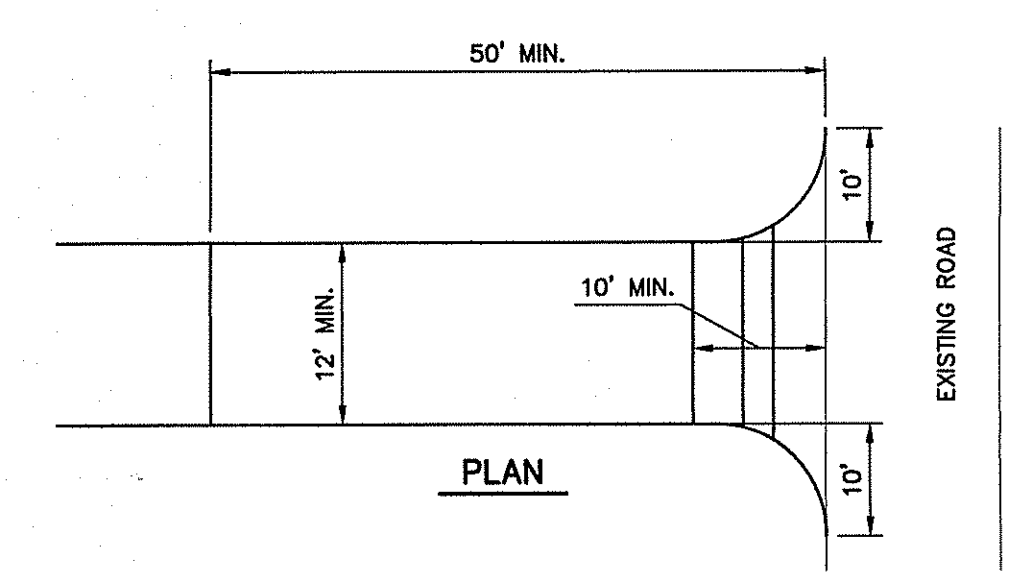 50' MIN.
10'
EXISTING ROAD
10' MIN.
12' MIN.
10'
PLAN